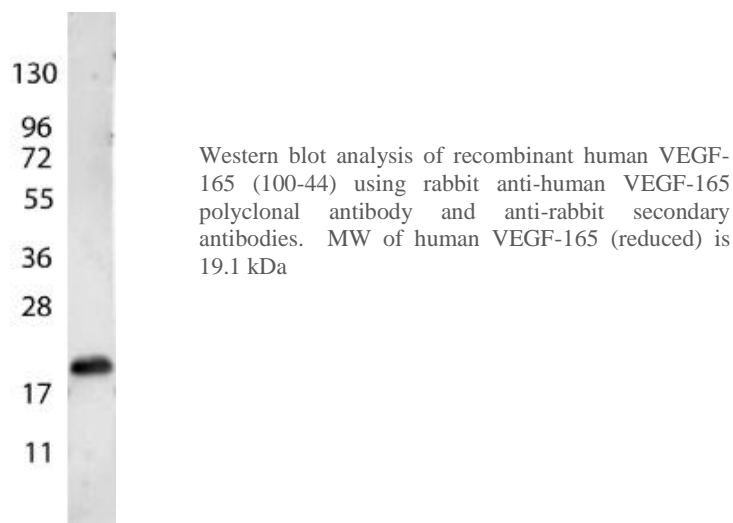 130
96
72
55
36
28
17
11
Western blot analysis of recombinant human VEGF-
165 (100-44) using rabbit anti-human VEGF-165
polyclonal antibody and anti-rabbit secondary
antibodies. MW of human VEGF-165 (reduced) is
19.1 kDa